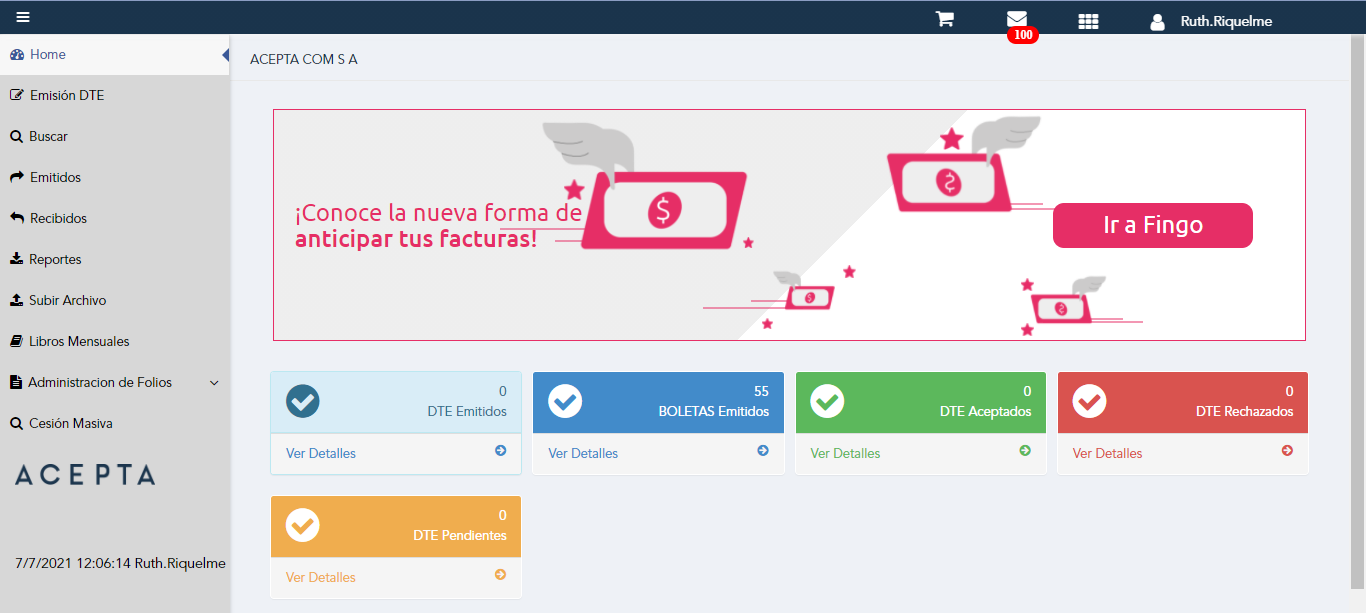 100
Ruth.Riquelme
Home
Emisión DTE
Buscar
Emitidos
Recibidos
Reportes
Subir Archivo
Libros Mensuales
Administracion de Folios
Cesión Masiva
ACEPTA
7/7/2021 12:06:14 Ruth.Riquelme
ACEPTA COM S A
¡Conoce la nueva forma de
anticipar tus facturas!
$
$
$
$
Ir a Fingo
0
DTE Emitidos
Ver Detalles
55
BOLETAS Emitidos
Ver Detalles
0
DTE Aceptados
Ver Detalles
0
DTE Rechazados
Ver Detalles
0
DTE Pendientes
Ver Detalles